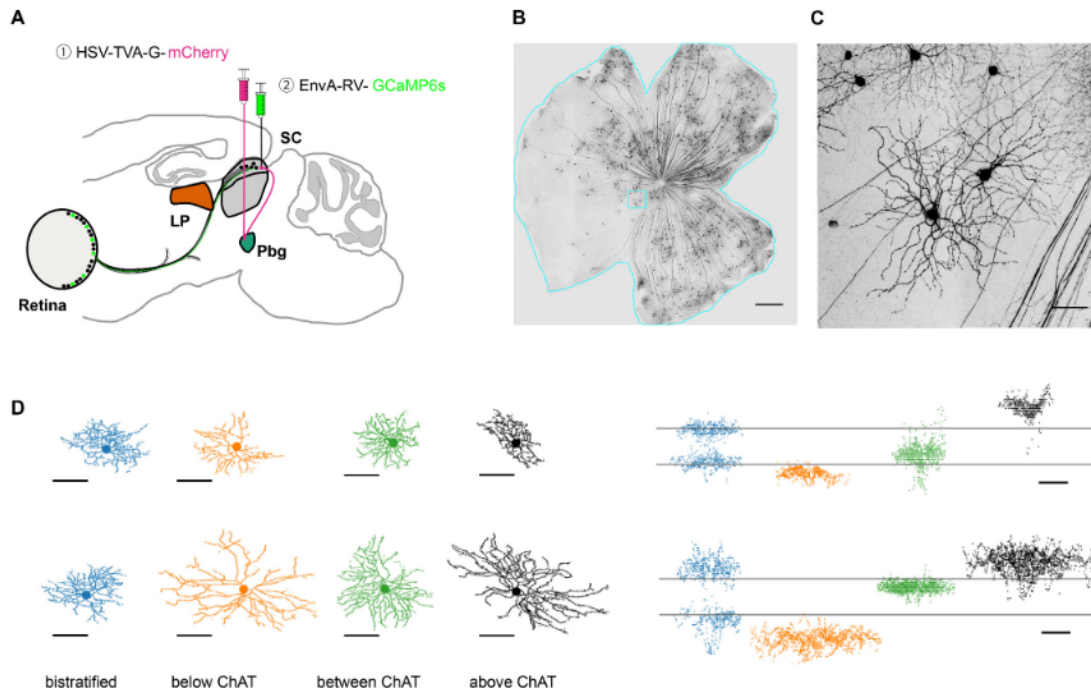 A
① HSV-TVA-G-mCherry
② EnvA-RV-GCaMP6s
SC
LP
Pbg
Retina
B
C
D
bistratified
below ChAT
between ChAT
above ChAT